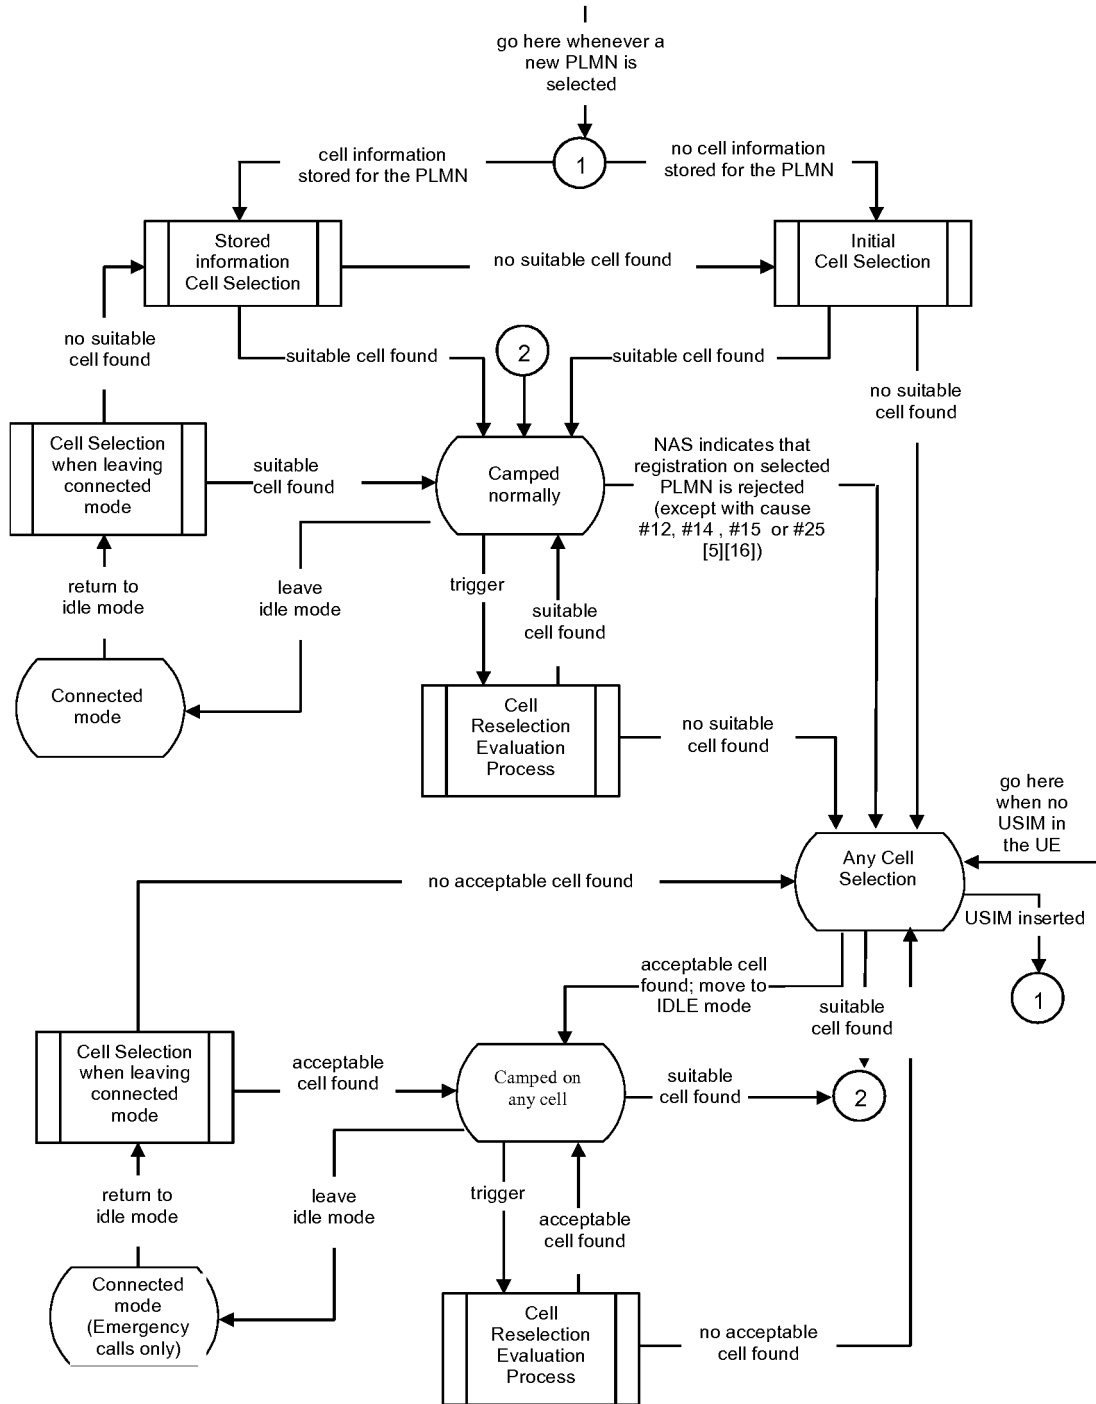 go here whenever a
new PLMN is
selected
1
cell information
stored for the PLMN
no cell information
stored for the PLMN
Stored
information
Cell Selection
no suitable cell found
Initial
Cell Selection
no suitable
cell found
suitable cell found
2
suitable cell found
no suitable
cell found
Cell Selection
when leaving
connected
mode
suitable
cell found
Camped
normally
NAS indicates that
registration on selected
PLMN is rejected
(except with cause
#12, #14 , #15 or #25
[5][16])
return to
idle mode
leave
idle mode
trigger
suitable
cell found
Connected
mode
Cell
Reselection
Evaluation
Process
no suitable
cell found
go here
when no
USIM in
the UE
Any Cell
Selection
no acceptable cell found
USIM inserted
1
acceptable cell
found; move to
IDLE mode
suitable
cell found
Cell Selection
when leaving
connected
mode
acceptable
cell found
Camped on
any cell
suitable
cell found
2
return to
idle mode
leave
idle mode
trigger
acceptable
cell found
Connected
mode
(Emergency
calls only)
Cell
Reselection
Evaluation
Process
no acceptable
cell found